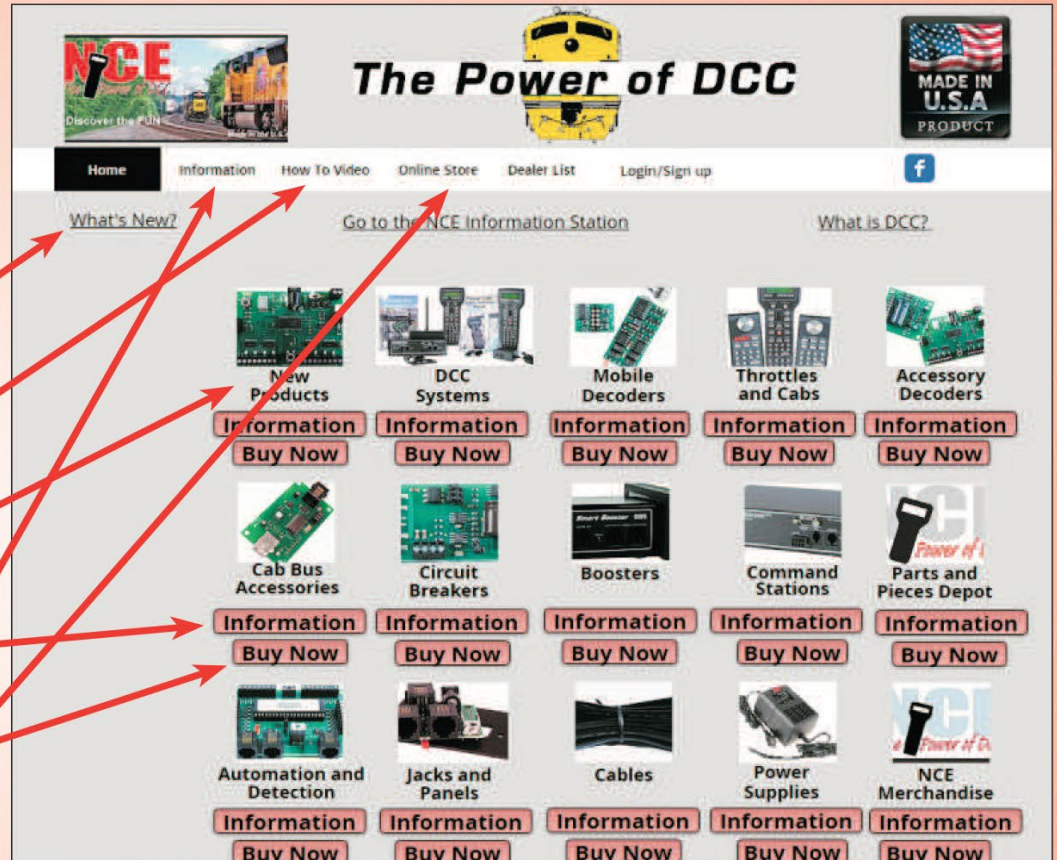 NCE
Discover the FUN
The Power of DCC
MADE IN
U.S.A
PRODUCT
Home Information How To Video Online Store Dealer List Login/Sign up
f
What's New? Go to the NCE Information Station What is DCC?
New Products
DCC Systems
Mobile Decoders
Throttles and Cabs
Accessory Decoders
Information Information Information Information Information
Buy Now Buy Now Buy Now Buy Now Buy Now
Smart Booster
Power of
Cab Bus Accessories
Circuit Breakers
Boosters
Command Stations
Parts and Pieces Depot
Information Information Information Information Information
Buy Now Buy Now Buy Now Buy Now Buy Now
Power of
Automation and Detection
Jacks and Panels
Cables
Power Supplies
NCE Merchandise
Information Information Information Information Information
Buy Now Buy Now Buy Now Buy Now Buy Now